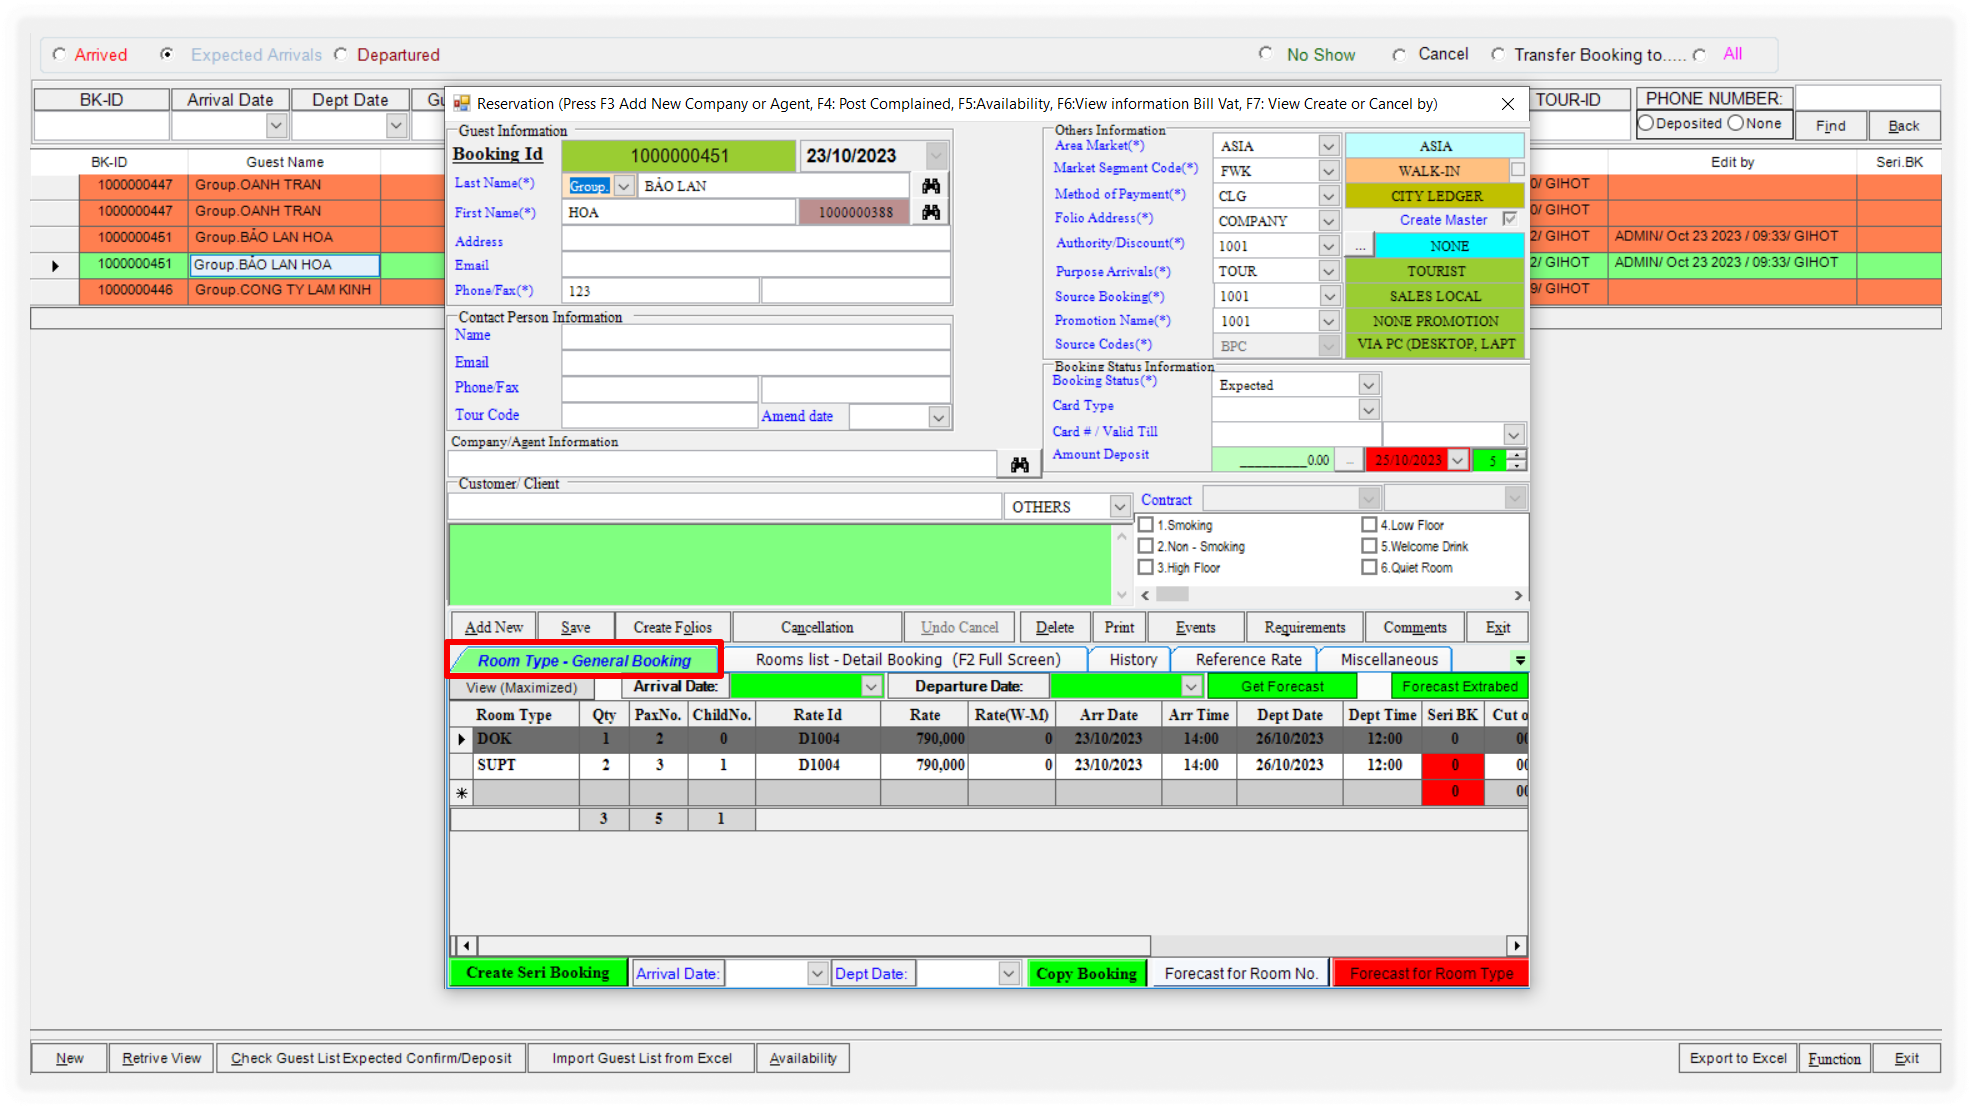 Arrived Expected Arrivals Departured No Show Cancel Transfer Booking to..... All
BK-ID Arrival Date Dept Date TOUR-ID PHONE NUMBER:
Deposited None Find Back
BK-ID Guest Name Edit by Seri.BK
1000000447 Group.OANH TRAN 0/ GIHOT
1000000447 Group.OANH TRAN 0/ GIHOT
1000000451 Group.BẢO LAN HOA 2/ GIHOT ADMIN/ Oct 23 2023 / 09:33/ GIHOT
1000000451 Group.BẢO LAN HOA 2/ GIHOT ADMIN/ Oct 23 2023 / 09:33/ GIHOT
1000000446 Group.CONG TY LAM KINH 9/ GIHOT
Reservation (Press F3 Add New Company or Agent, F4: Post Complained, F5:Availability, F6:View information Bill Vat, F7: View Create or Cancel by)
Guest Information
Booking Id 1000000451 23/10/2023
Last Name(*) Group. BẢO LAN
First Name(*) HOA 1000000388
Address
Email
Phone/Fax(*) 123
Contact Person Information
Name
Email
Phone/Fax
Tour Code Amend date
Company/Agent Information
Customer/ Client
OTHERS
Others Information
Area Market(*) ASIA ASIA
Market Segment Code(*) FWK WALK-IN
Method of Payment(*) CLG CITY LEDGER
Folio Address(*) COMPANY Create Master
Authority/Discount(*) 1001 ... NONE
Purpose Arrivals(*) TOUR TOURIST
Source Booking(*) 1001 SALES LOCAL
Promotion Name(*) 1001 NONE PROMOTION
Source Codes(*) BPC VIA PC (DESKTOP, LAPT
Booking Status Information
Booking Status(*) Expected
Card Type
Card # / Valid Till
Amount Deposit _________0.00 ... 25/10/2023 5
Contract
1.Smoking 4.Low Floor
2.Non - Smoking 5.Welcome Drink
3.High Floor 6.Quiet Room
Add New Save Create Folios Cancellation Undo Cancel Delete Print Events Requirements Comments Exit
Room Type - General Booking Rooms list - Detail Booking (F2 Full Screen) History Reference Rate Miscellaneous
View (Maximized) Arrival Date: Departure Date: Get Forecast Forecast Extrabed
Room Type Qty PaxNo. ChildNo. Rate Id Rate Rate(W-M) Arr Date Arr Time Dept Date Dept Time Seri BK Cut o
DOK 1 2 0 D1004 790,000 0 23/10/2023 14:00 26/10/2023 12:00 0 00
SUPT 2 3 1 D1004 790,000 0 23/10/2023 14:00 26/10/2023 12:00 0 00
0 00
3 5 1
Create Seri Booking Arrival Date: Dept Date: Copy Booking Forecast for Room No. Forecast for Room Type
New Retrive View Check Guest List Expected Confirm/Deposit Import Guest List from Excel Availability Export to Excel Function Exit